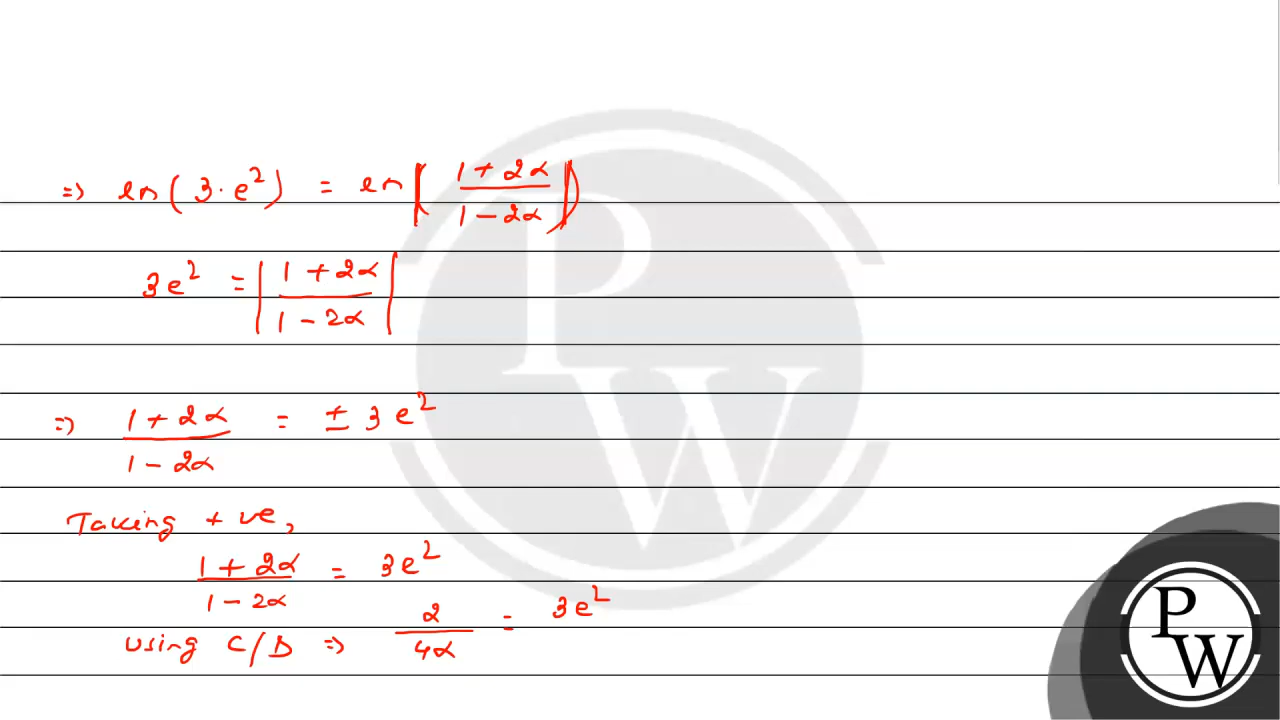 => ln(3·e²) = ln(|1+2α / 1-2α|)
3e² = |1+2α / 1-2α|
=> 1+2α / 1-2α = ± 3e²
Taking +ve,
1+2α / 1-2α = 3e²
using C/D => 2 / 4α = 3e²
P
W
P
W